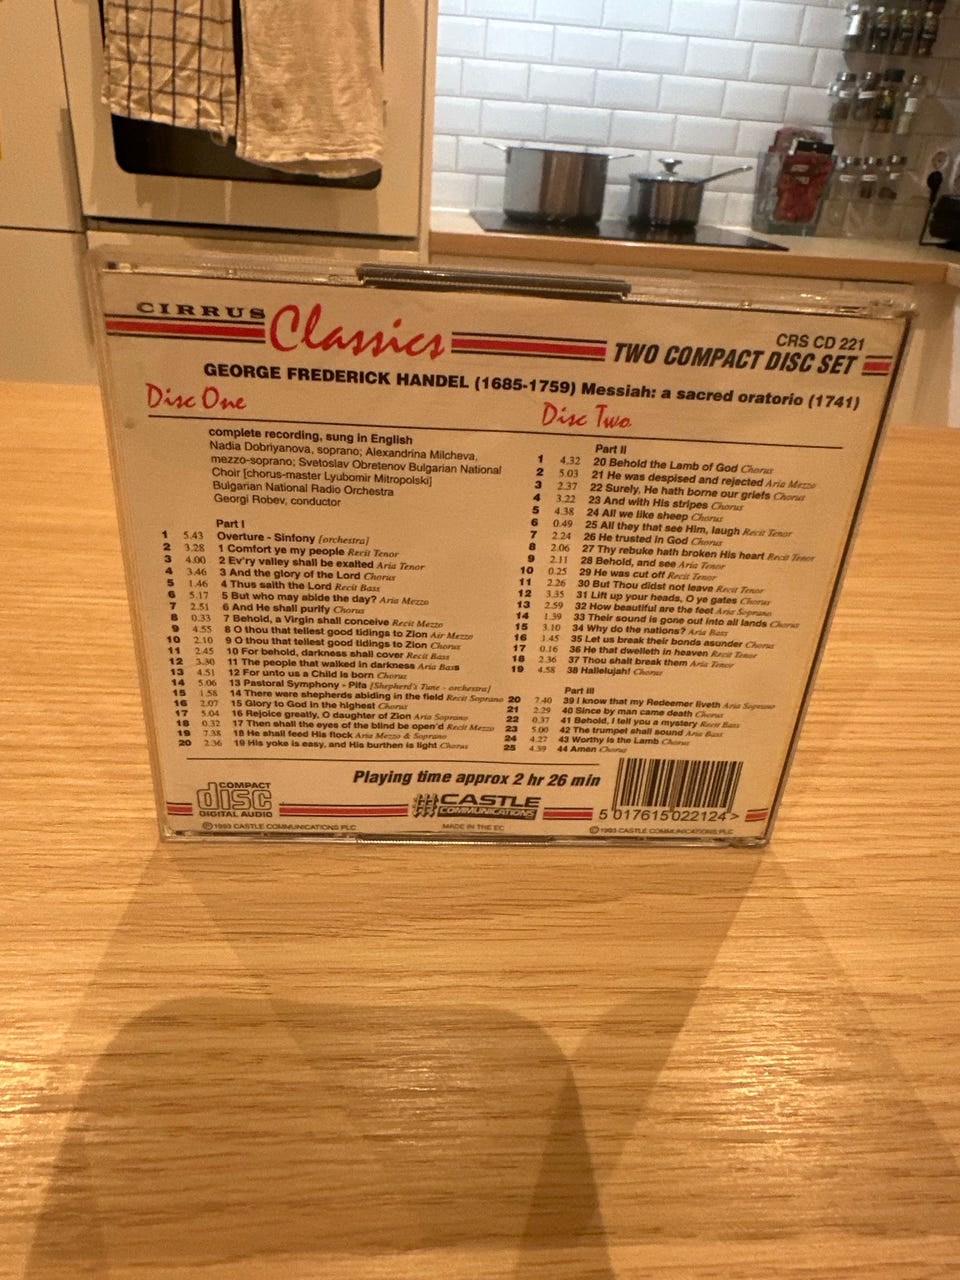 CIRRUS
Classics
CRS CD 221
TWO COMPACT DISC SET
GEORGE FREDERICK HANDEL (1685-1759) Messiah: a sacred oratorio (1741)
Disc One
complete recording, sung in English
Nadia Dobriyanova, soprano; Alexandrina Milcheva,
mezzo-soprano; Svetoslav Obretenov Bulgarian National
Choir [chorus-master Lyubomir Mitropolski]
Bulgarian National Radio Orchestra
Georgi Robev, conductor
Part I
1 5.43 Overture - Sinfony [orchestra]
2 3.28 1 Comfort ye my people Recit Tenor
3 4.00 2 Ev'ry valley shall be exalted Aria Tenor
4 3.46 3 And the glory of the Lord Chorus
5 1.46 4 Thus saith the Lord Recit Bass
6 5.17 5 But who may abide the day? Aria Mezzo
7 2.51 6 And He shall purify Chorus
8 0.33 7 Behold, a Virgin shall conceive Recit Mezzo
9 4.55 8 O thou that tellest good tidings to Zion Air Mezzo
10 2.10 9 O thou that tellest good tidings to Zion Chorus
11 2.45 10 For behold, darkness shall cover Recit Bass
12 3.30 11 The people that walked in darkness Aria Bass
13 4.51 12 For unto us a Child is born Chorus
14 5.06 13 Pastoral Symphony - Pifa [Shepherd's Tune - orchestra]
15 1.58 14 There were shepherds abiding in the field Recit Soprano
16 2.07 15 Glory to God in the highest Chorus
17 5.04 16 Rejoice greatly, O daughter of Zion Aria Soprano
18 0.32 17 Then shall all the eyes of the blind be open'd Recit Mezzo
19 7.38 18 He shall feed His flock Aria Mezzo & Soprano
20 2.36 19 His yoke is easy, and His burthen is light Chorus
Disc Two
Part II
1 4.32 20 Behold the Lamb of God Chorus
2 5.03 21 He was despised and rejected Aria Mezzo
3 2.37 22 Surely, He hath borne our griefs Chorus
4 3.22 23 And with His stripes Chorus
5 4.38 24 All we like sheep Chorus
6 0.49 25 All they that see Him, laugh Recit Tenor
7 2.24 26 He trusted in God Chorus
8 2.06 27 Thy rebuke hath broken His heart Recit Tenor
9 2.11 28 Behold, and see Aria Tenor
10 0.25 29 He was cut off Recit Tenor
11 2.26 30 But Thou didst not leave Recit Tenor
12 3.35 31 Lift up your heads, O ye gates Chorus
13 2.59 32 How beautiful are the feet Aria Soprano
14 1.39 33 Their sound is gone out into all lands Chorus
15 3.10 34 Why do the nations? Aria Bass
16 1.45 35 Let us break their bonds asunder Chorus
17 0.16 36 He that dwelleth in heaven Recit Tenor
18 2.36 37 Thou shalt break them Aria Tenor
19 4.58 38 Hallelujah! Chorus
Part III
20 7.40 39 I know that my Redeemer liveth Aria Soprano
21 2.29 40 Since by man came death Chorus
22 0.37 41 Behold, I tell you a mystery Recit Bass
23 5.00 42 The trumpet shall sound Aria Bass
24 4.27 43 Worthy is the Lamb Chorus
25 4.39 44 Amen Chorus
Playing time approx 2 hr 26 min
COMPACT
disc
DIGITAL AUDIO
CASTLE
COMMUNICATIONS
5 017615 022124 >
Ⓟ 1993 CASTLE COMMUNICATIONS PLC
MADE IN THE EC
© 1993 CASTLE COMMUNICATIONS PLC